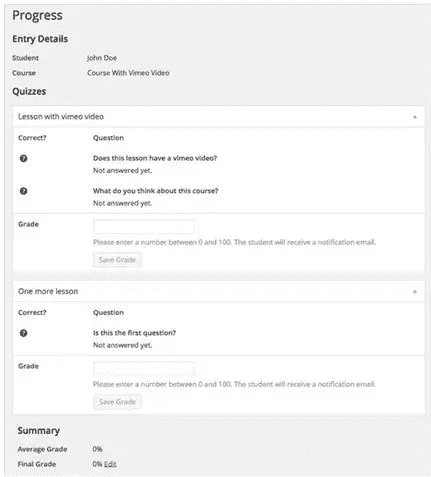 Progress
Entry Details
Student John Doe
Course Course With Vimeo Video
Quizzes
Lesson with vimeo video
Correct? Question
? Does this lesson have a vimeo video?
Not answered yet.
? What do you think about this course?
Not answered yet.
Grade
Please enter a number between 0 and 100. The student will receive a notification email.
Save Grade
One more lesson
Correct? Question
? Is this the first question?
Not answered yet.
Grade
Please enter a number between 0 and 100. The student will receive a notification email.
Save Grade
Summary
Average Grade 0%
Final Grade 0% Edit